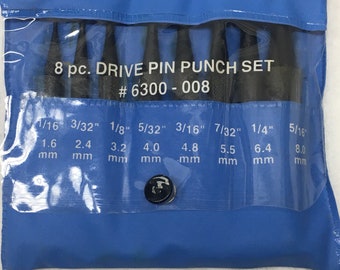 8 pc. DRIVE PIN PUNCH SET
# 6300 - 008
1/16" 3/32" 1/8" 5/32" 3/16" 7/32" 1/4" 5/16"
1.6 2.4 3.2 4.0 4.8 5.5 6.4 8.0
mm mm mm mm mm mm mm mm